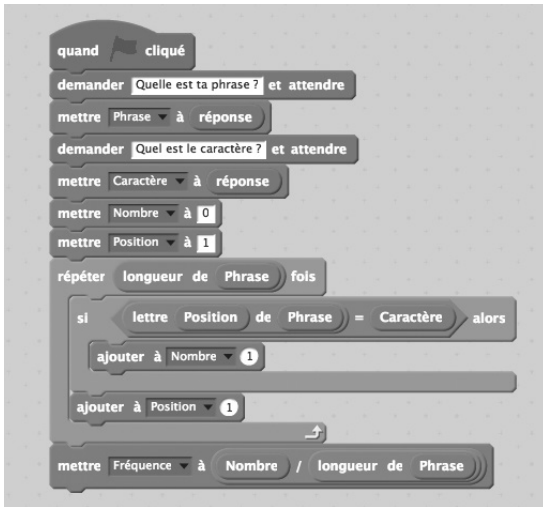 quand cliqué
demander Quelle est ta phrase ? et attendre
mettre Phrase à réponse
demander Quel est le caractère ? et attendre
mettre Caractère à réponse
mettre Nombre à 0
mettre Position à 1
répéter longueur de Phrase fois
si lettre Position de Phrase = Caractère alors
ajouter à Nombre 1
ajouter à Position 1
mettre Fréquence à Nombre / longueur de Phrase